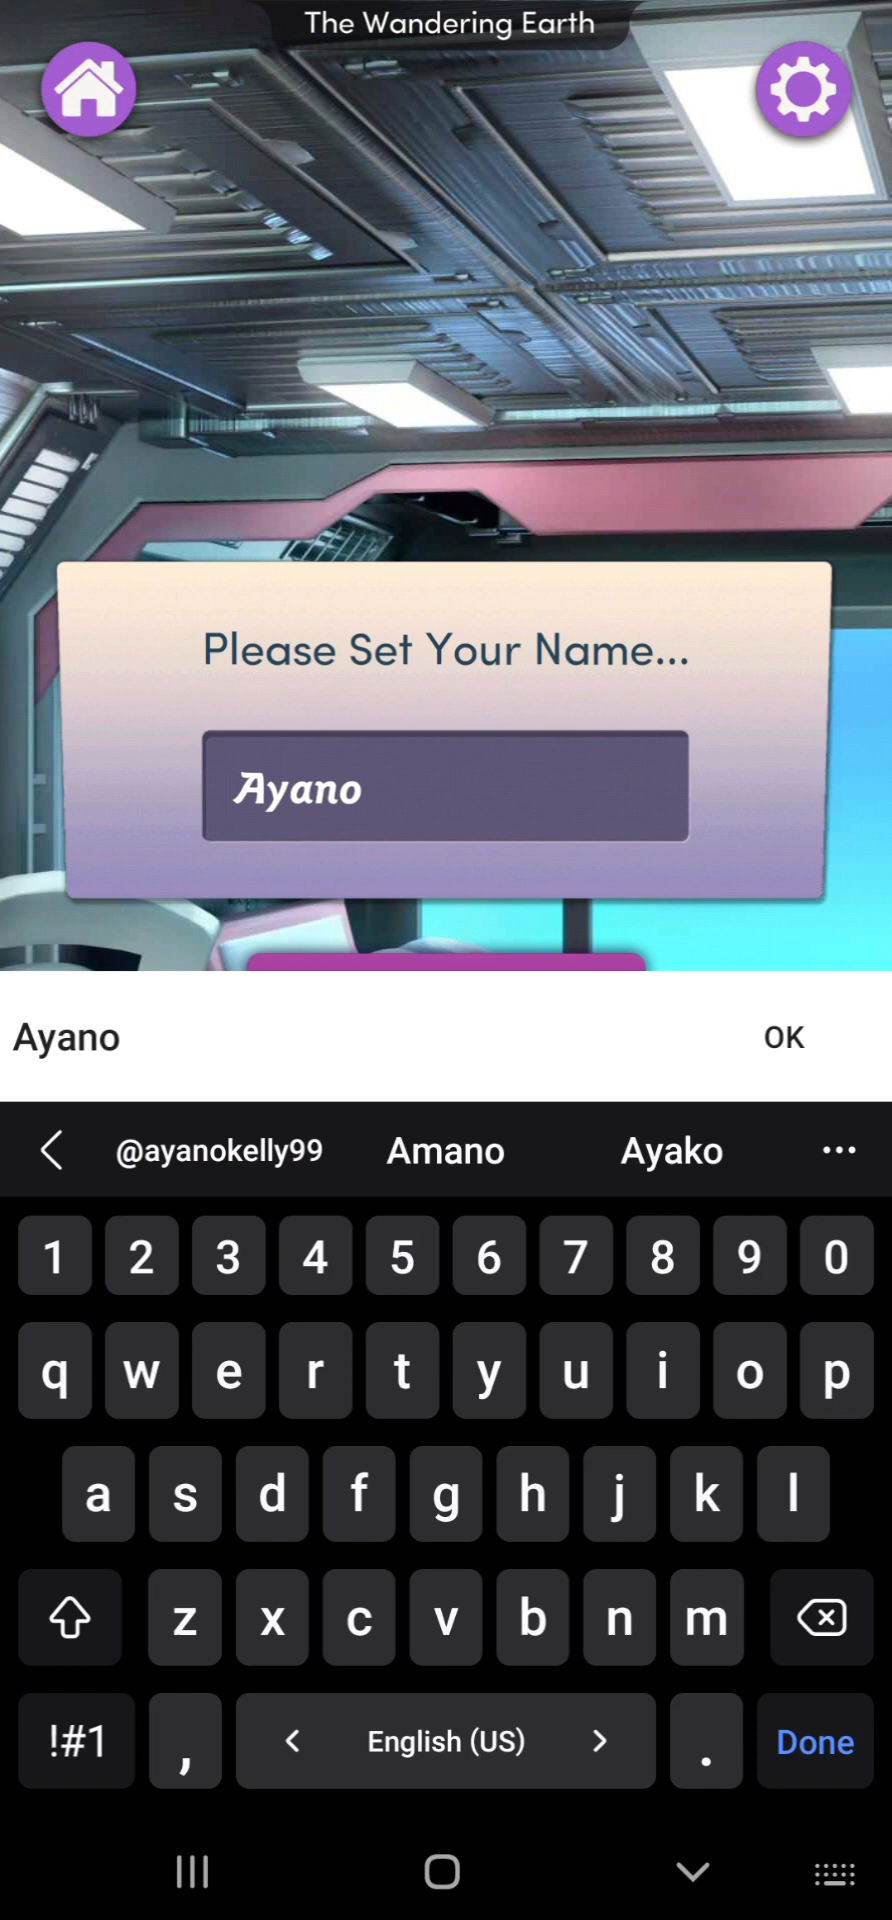 The Wandering Earth
Please Set Your Name...
Ayano
Ayano OK
@ayanokelly99 Amano Ayako ...
1 2 3 4 5 6 7 8 9 0
q w e r t y u i o p
a s d f g h j k l
z x c v b n m
!#1 , < English (US) > . Done